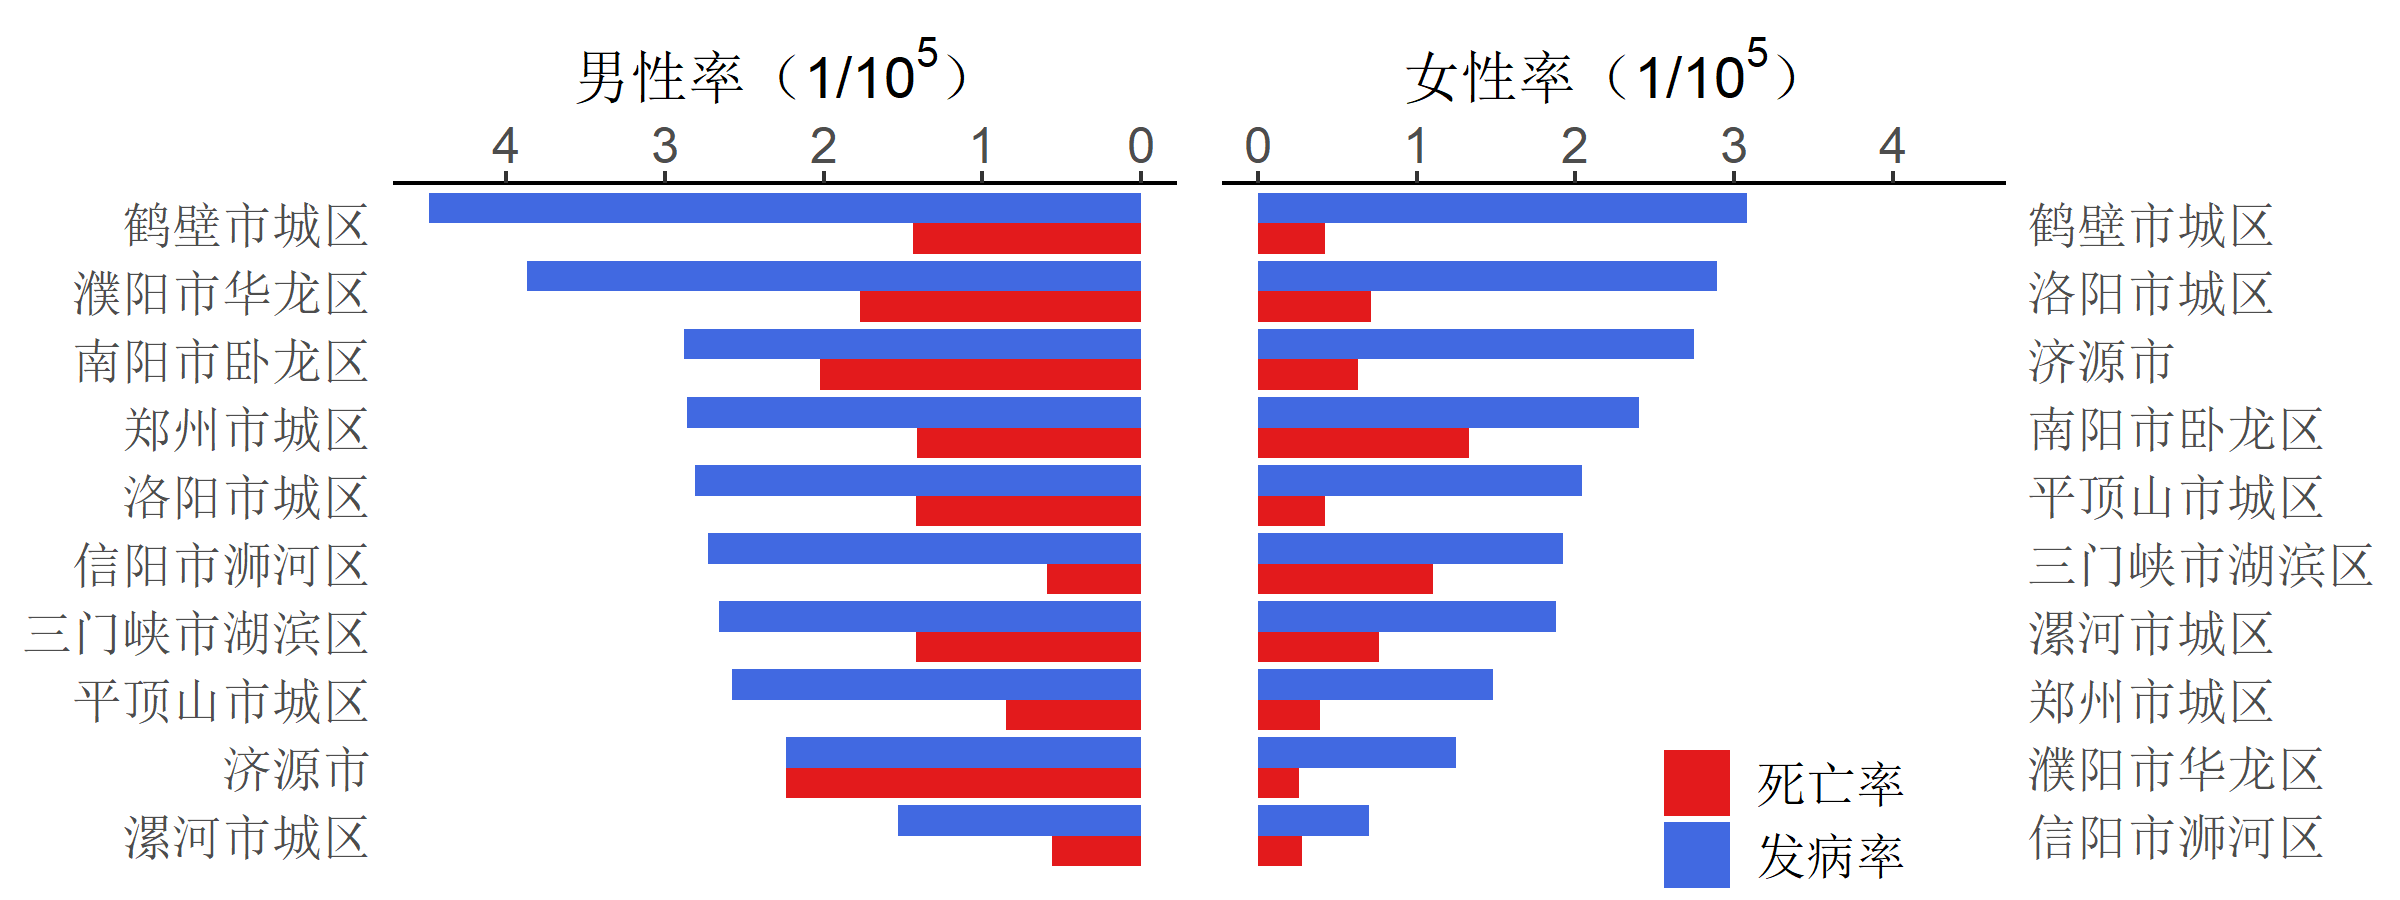 男性率（1/10⁵）
女性率（1/10⁵）
4 3 2 1 0
0 1 2 3 4
鹤壁市城区
濮阳市华龙区
南阳市卧龙区
郑州市城区
洛阳市城区
信阳市浉河区
三门峡市湖滨区
平顶山市城区
济源市
漯河市城区
鹤壁市城区
洛阳市城区
济源市
南阳市卧龙区
平顶山市城区
三门峡市湖滨区
漯河市城区
郑州市城区
濮阳市华龙区
信阳市浉河区
死亡率
发病率